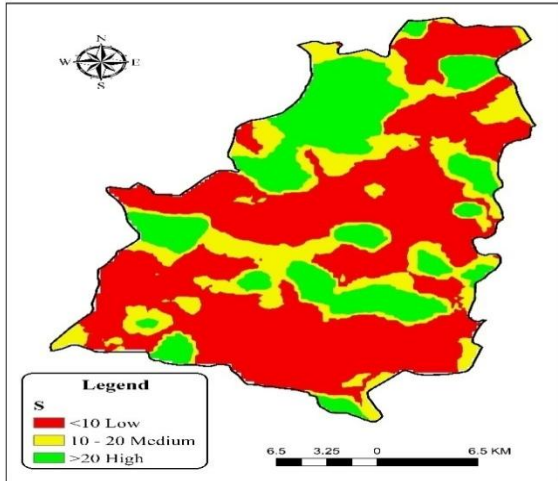 N
W E
S
Legend
S
<10 Low
10 - 20 Medium
>20 High
6.5 3.25 0 6.5 KM